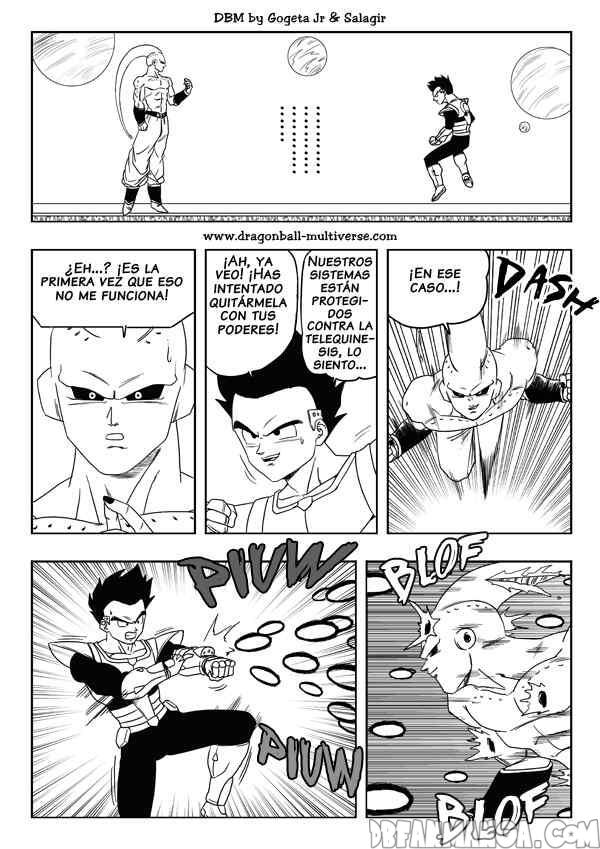 DBM by Gogeta Jr & Salagir
www.dragonball-multiverse.com
¿EH...? ¡ES LA
PRIMERA VEZ QUE ESO
NO ME FUNCIONA!
¡AH, YA
VEO! ¡HAS
INTENTADO
QUITÁRMELA
CON TUS
PODERES!
NUESTROS
SISTEMAS
ESTÁN
PROTEGI-
DOS
CONTRA LA
TELEQUINE-
SIS, LO
SIENTO...
¡EN ESE
CASO...!
DASH
PIUW
PIUW
BLOF
BLOF
DBFANMANGA.COM